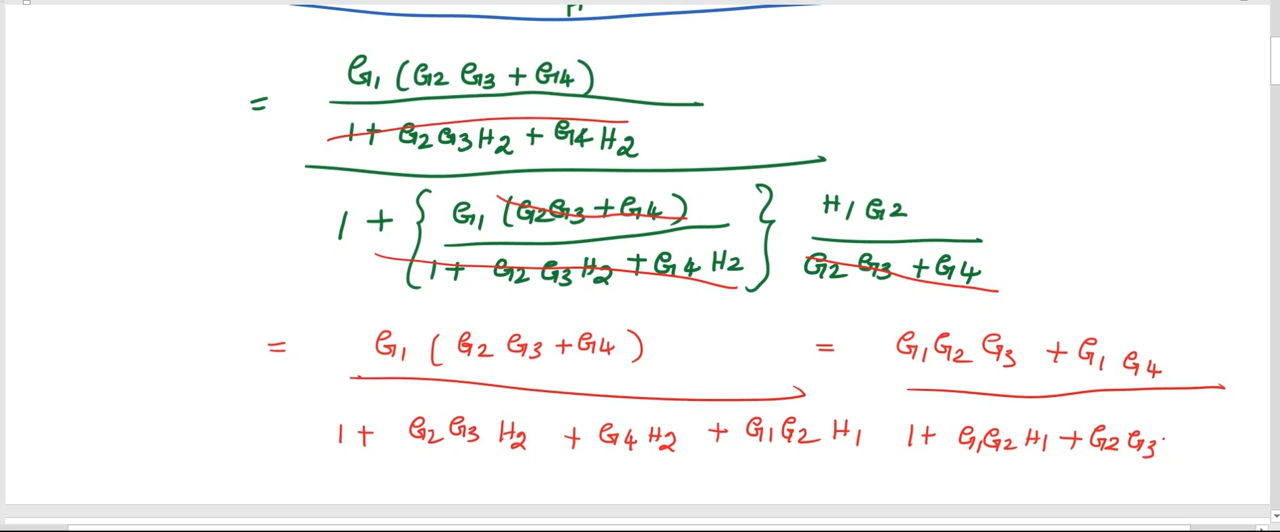 = G1 (G2 G3 + G4)
1 + G2 G3 H2 + G4 H2
1 + { G1 (G2 G3 + G4) } H1 G2
1 + G2 G3 H2 + G4 H2 G2 G3 + G4
= G1 ( G2 G3 + G4 ) = G1 G2 G3 + G1 G4
1 + G2 G3 H2 + G4 H2 + G1 G2 H1 1 + G1 G2 H1 + G2 G3